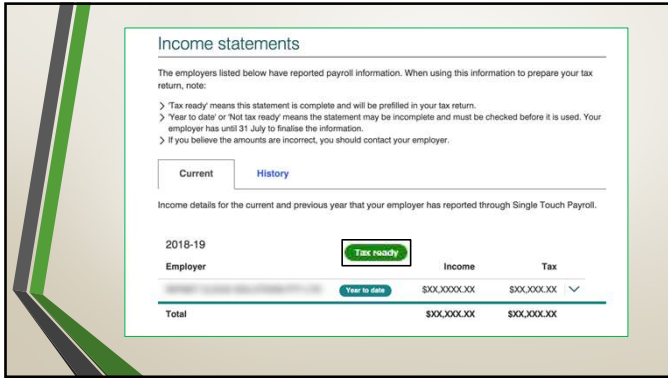 Income statements
The employers listed below have reported payroll information. When using this information to prepare your tax
return, note:
> 'Tax ready' means this statement is complete and will be prefilled in your tax return.
> 'Year to date' or 'Not tax ready' means the statement may be incomplete and must be checked before it is used. Your
employer has until 31 July to finalise the information.
> If you believe the amounts are incorrect, you should contact your employer.
Current History
Income details for the current and previous year that your employer has reported through Single Touch Payroll.
2018-19
Tax ready
Employer Income Tax
Year to date $XX,XXXX.XX $XX,XXX.XX
Total $XX,XXX.XX $XX,XXX.XX